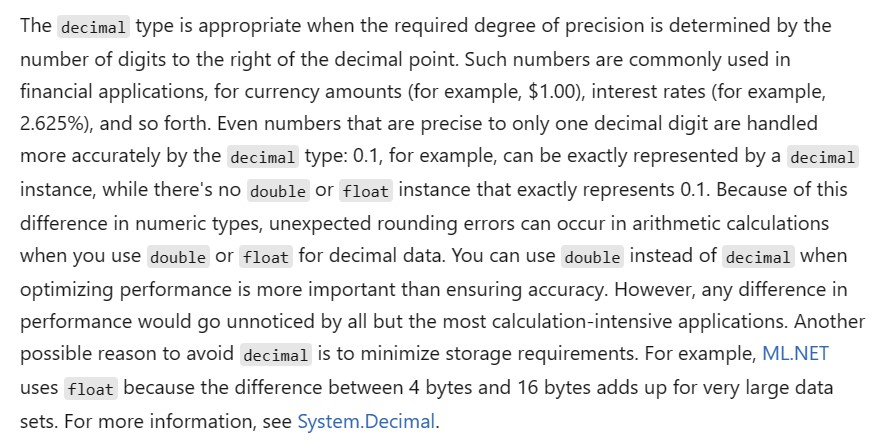 The decimal type is appropriate when the required degree of precision is determined by the
number of digits to the right of the decimal point. Such numbers are commonly used in
financial applications, for currency amounts (for example, $1.00), interest rates (for example,
2.625%), and so forth. Even numbers that are precise to only one decimal digit are handled
more accurately by the decimal type: 0.1, for example, can be exactly represented by a decimal
instance, while there's no double or float instance that exactly represents 0.1. Because of this
difference in numeric types, unexpected rounding errors can occur in arithmetic calculations
when you use double or float for decimal data. You can use double instead of decimal when
optimizing performance is more important than ensuring accuracy. However, any difference in
performance would go unnoticed by all but the most calculation-intensive applications. Another
possible reason to avoid decimal is to minimize storage requirements. For example, ML.NET
uses float because the difference between 4 bytes and 16 bytes adds up for very large data
sets. For more information, see System.Decimal.